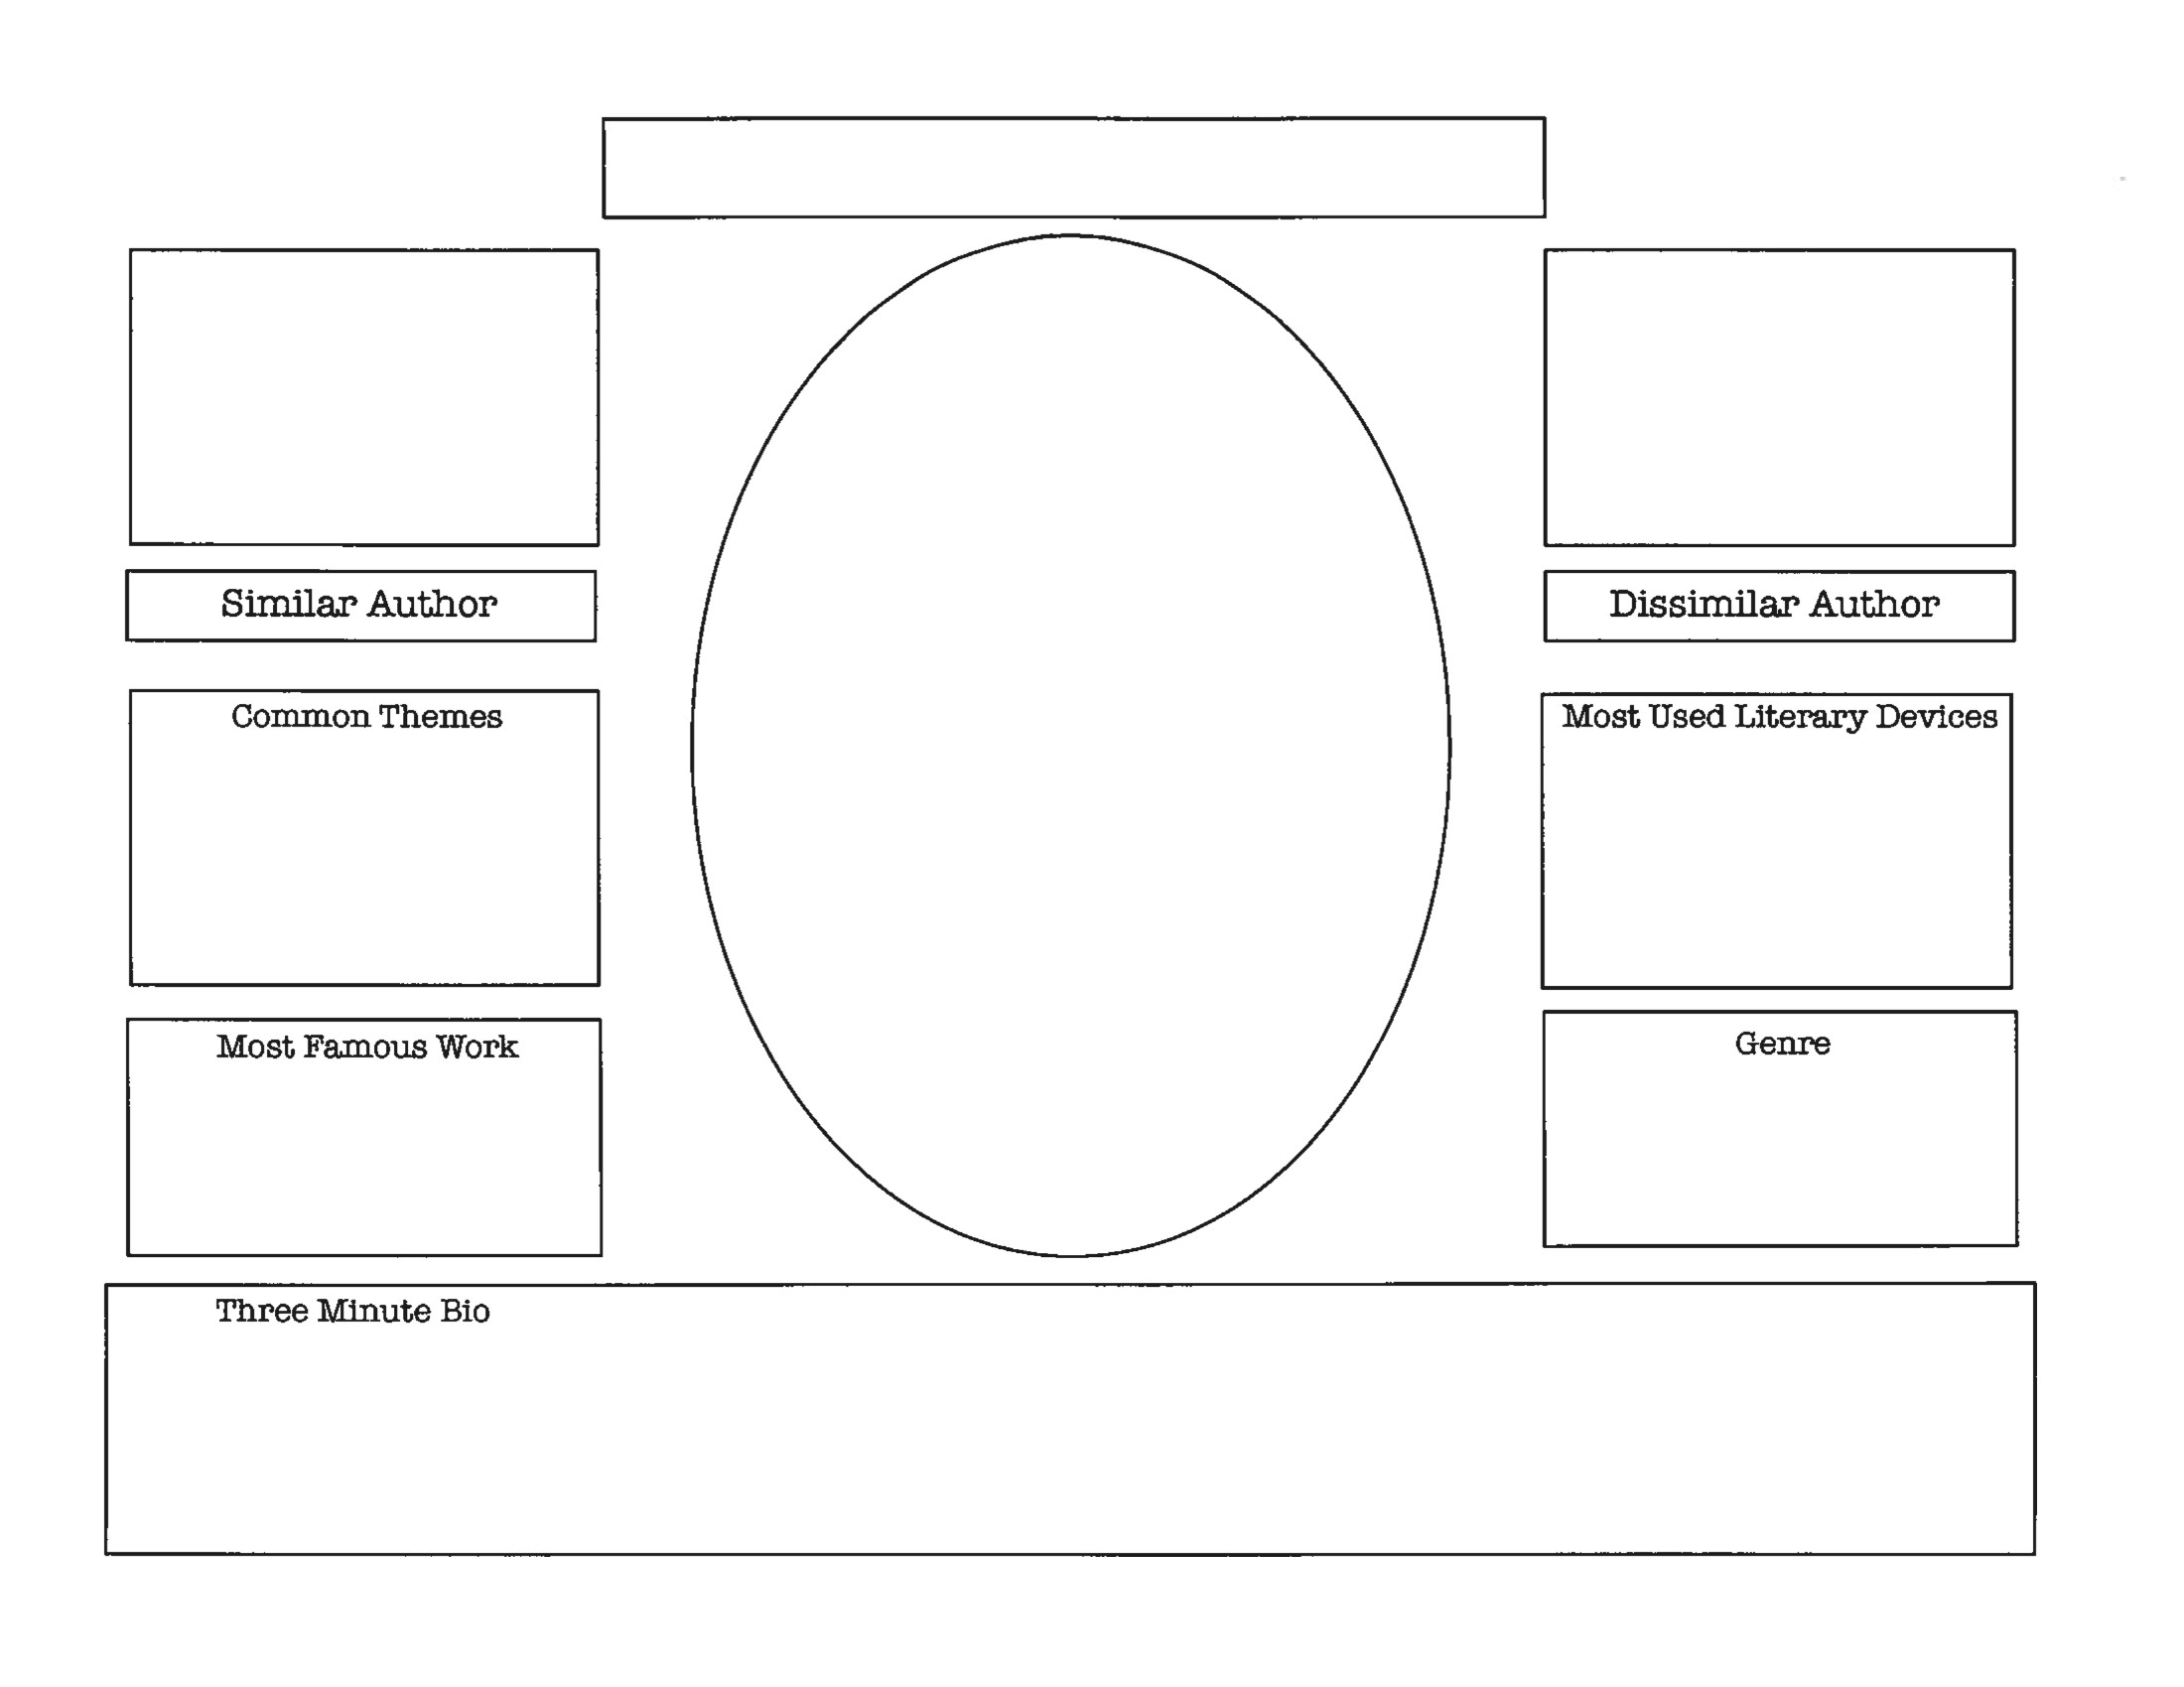 Similar Author
Dissimilar Author
Common Themes
Most Used Literary Devices
Most Famous Work
Genre
Three Minute Bio